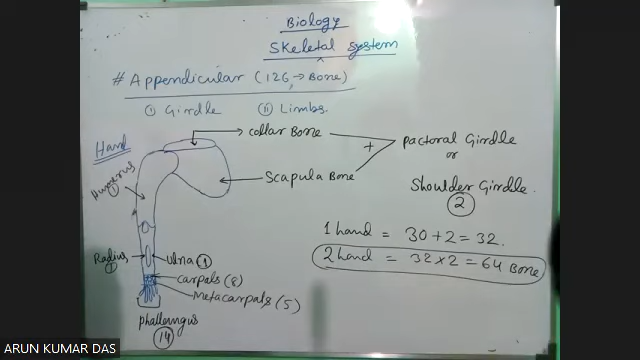 Biology
Skeletal system
# Appendicular (126 → Bone)
(i) Girdle (ii) Limbs
Hand
Collar Bone
+
Pactoral Girdle
or
Shoulder Girdle.
(2)
Scapula Bone
Humerus
(1)
1 hand = 30 + 2 = 32.
2 hand = 32 × 2 = 64 Bone
Radius
(1)
ulna (1)
carpals (8)
Metacarpals (5)
phallengus
(14)
ARUN KUMAR DAS